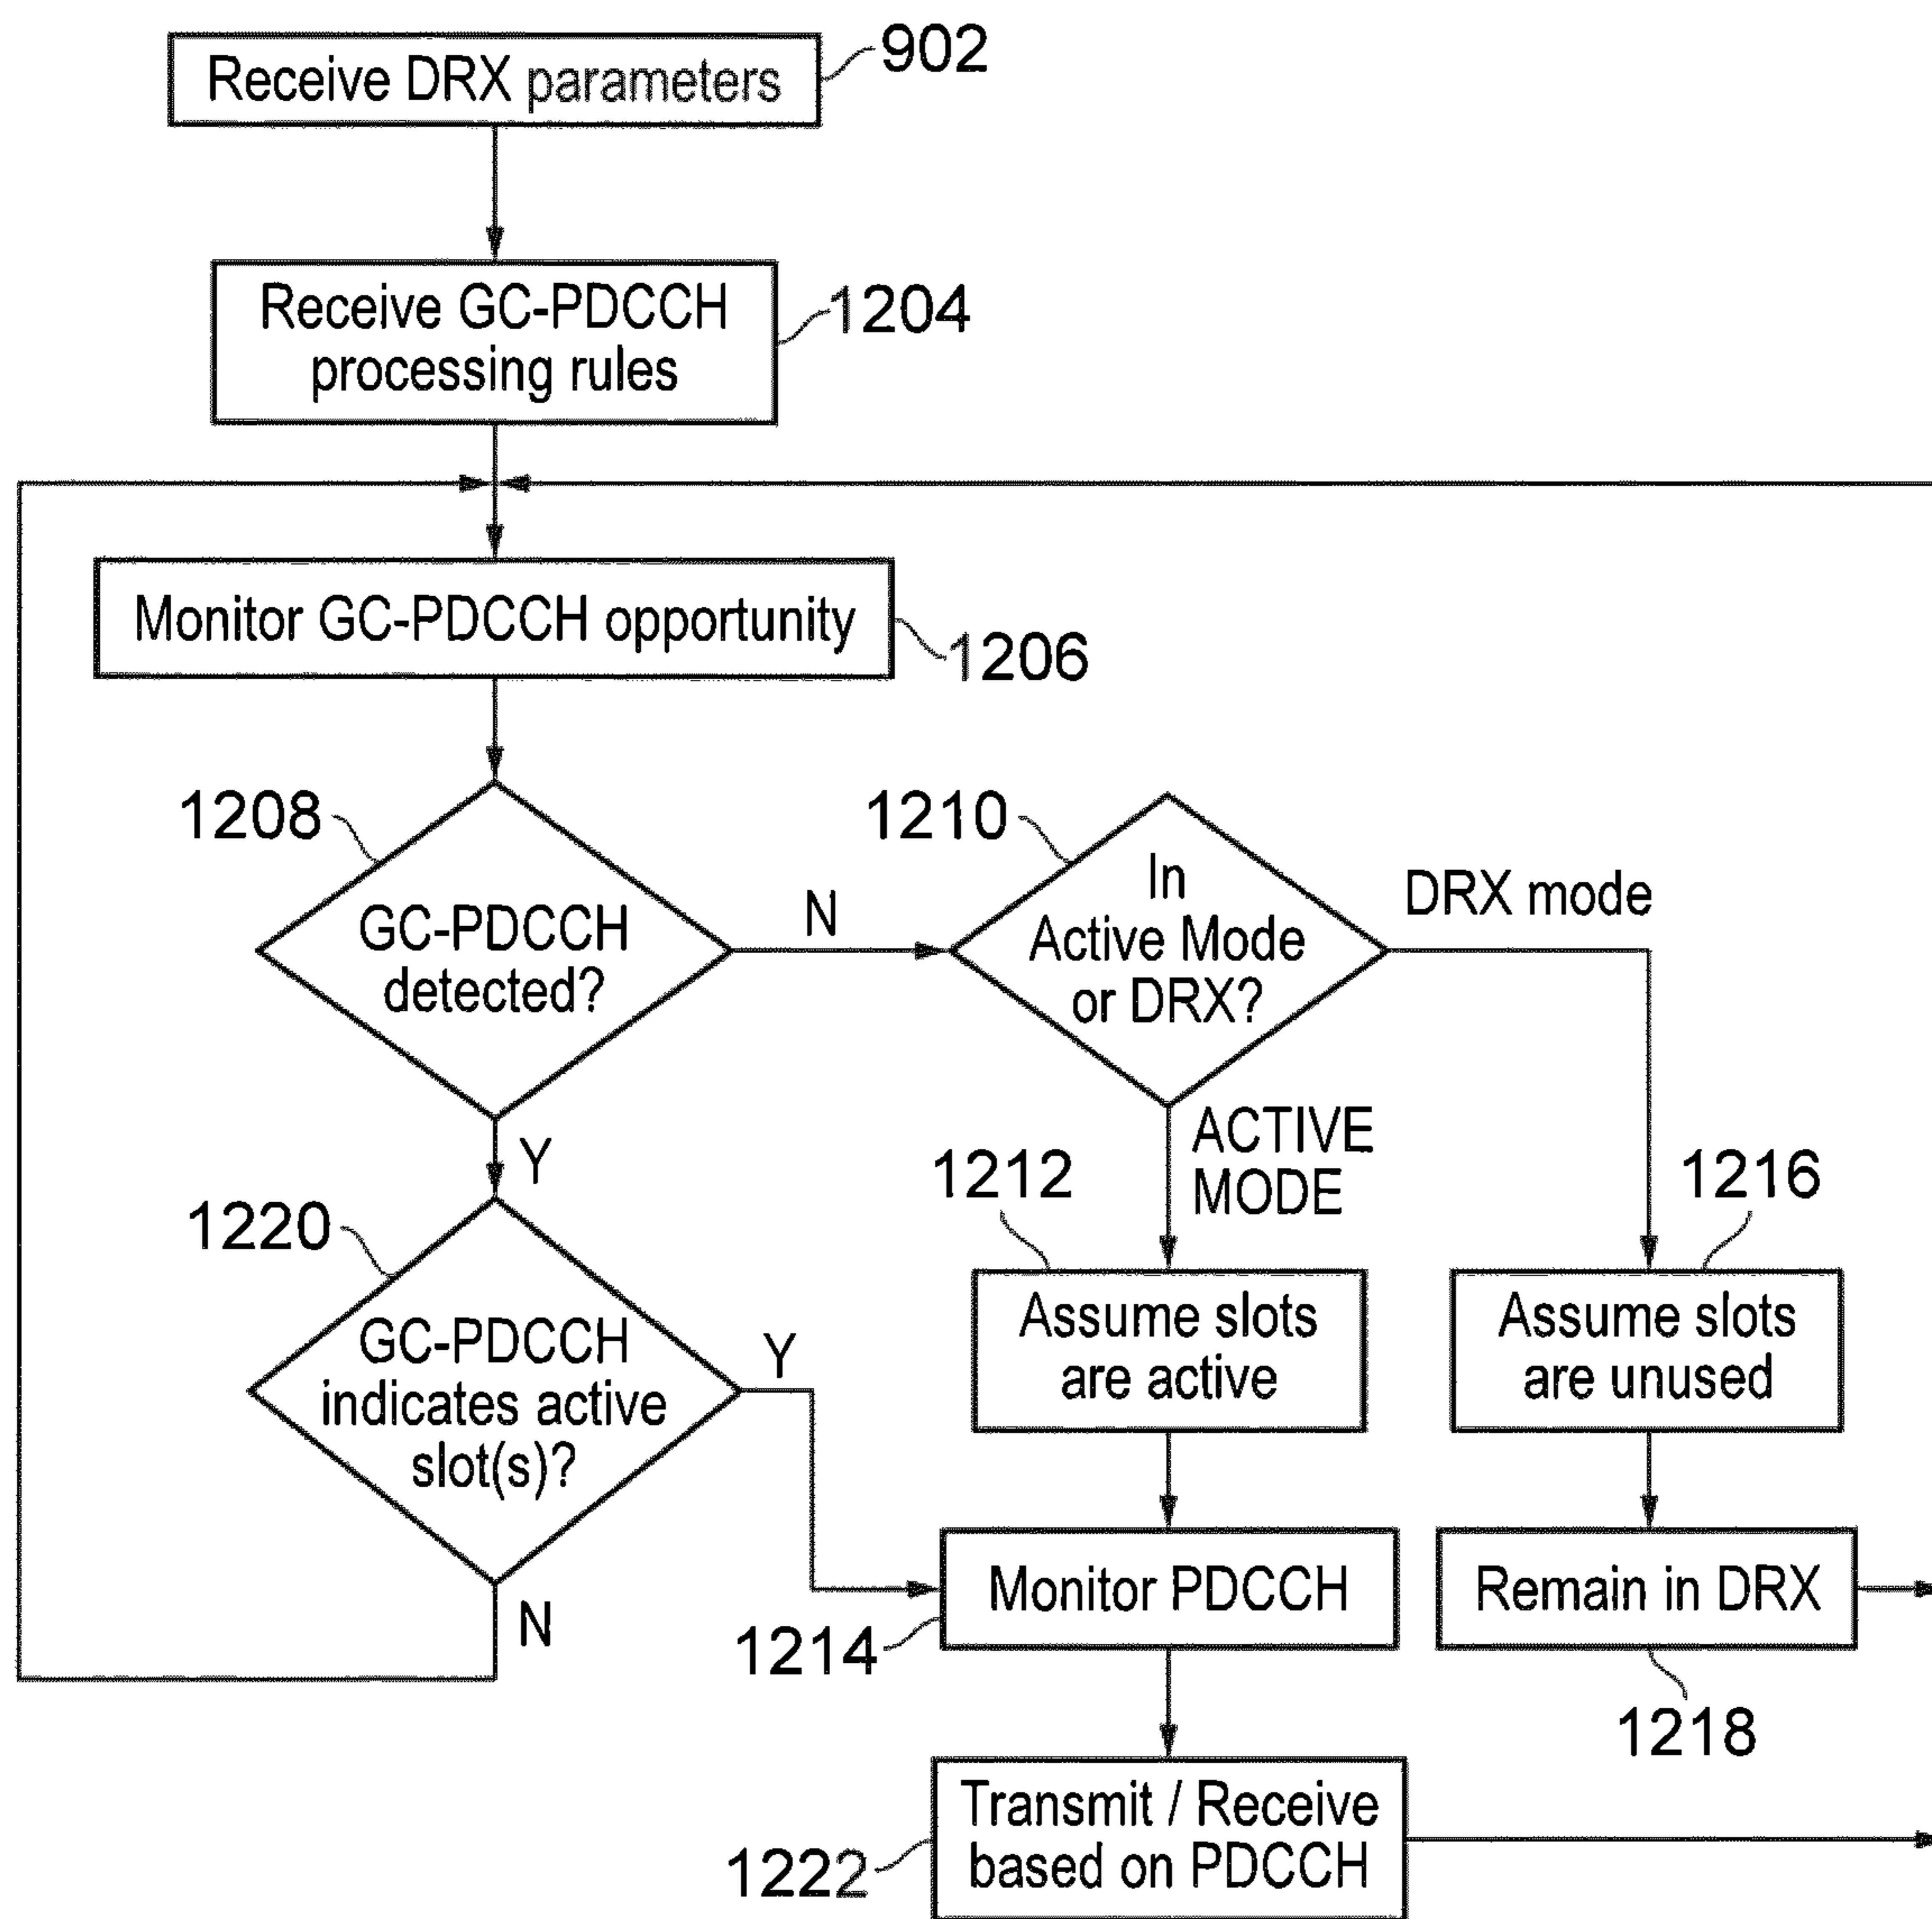 Receive DRX parameters
902
Receive GC-PDCCH
processing rules
1204
Monitor GC-PDCCH opportunity
1206
1208
GC-PDCCH
detected?
N
Y
1210
In
Active Mode
or DRX?
DRX mode
ACTIVE
MODE
1212
Assume slots
are active
1216
Assume slots
are unused
1220
GC-PDCCH
indicates active
slot(s)?
Y
N
Monitor PDCCH
1214
Remain in DRX
1218
Transmit / Receive
based on PDCCH
1222